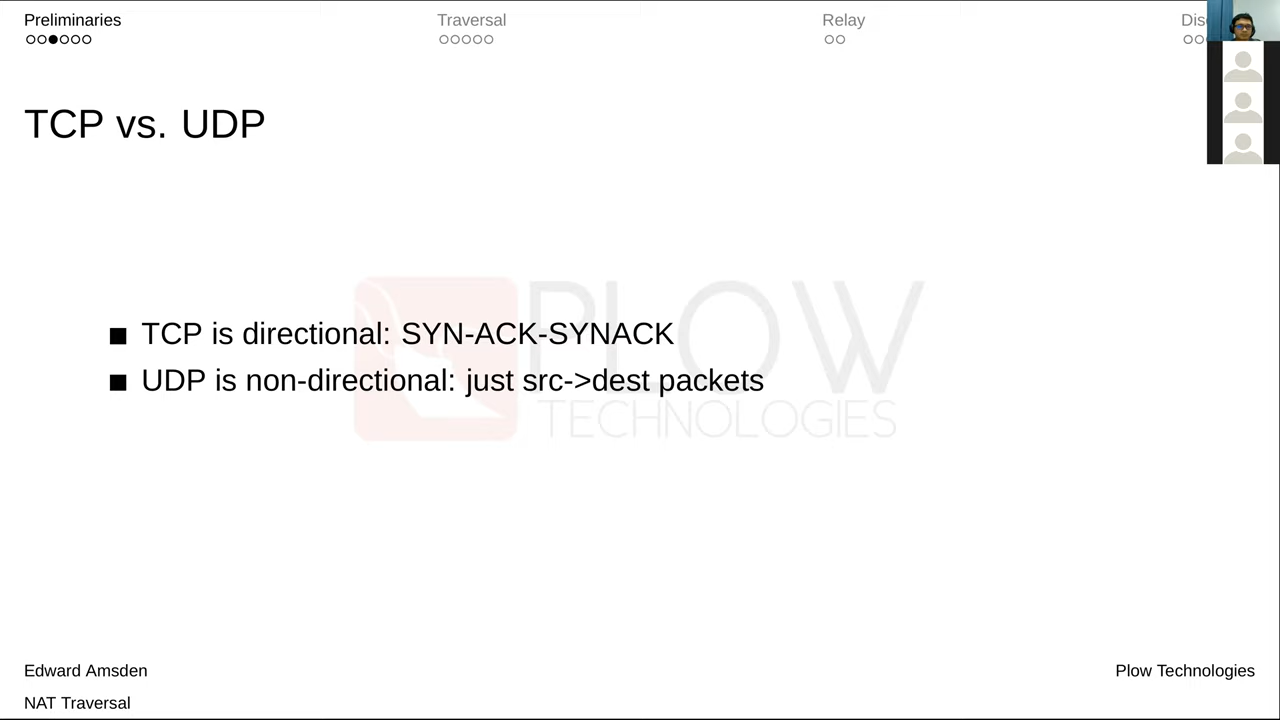 Preliminaries
Traversal
Relay
TCP vs. UDP
PLOW
TECHNOLOGIES
TCP is directional: SYN-ACK-SYNACK
UDP is non-directional: just src->dest packets
Edward Amsden
Plow Technologies
NAT Traversal